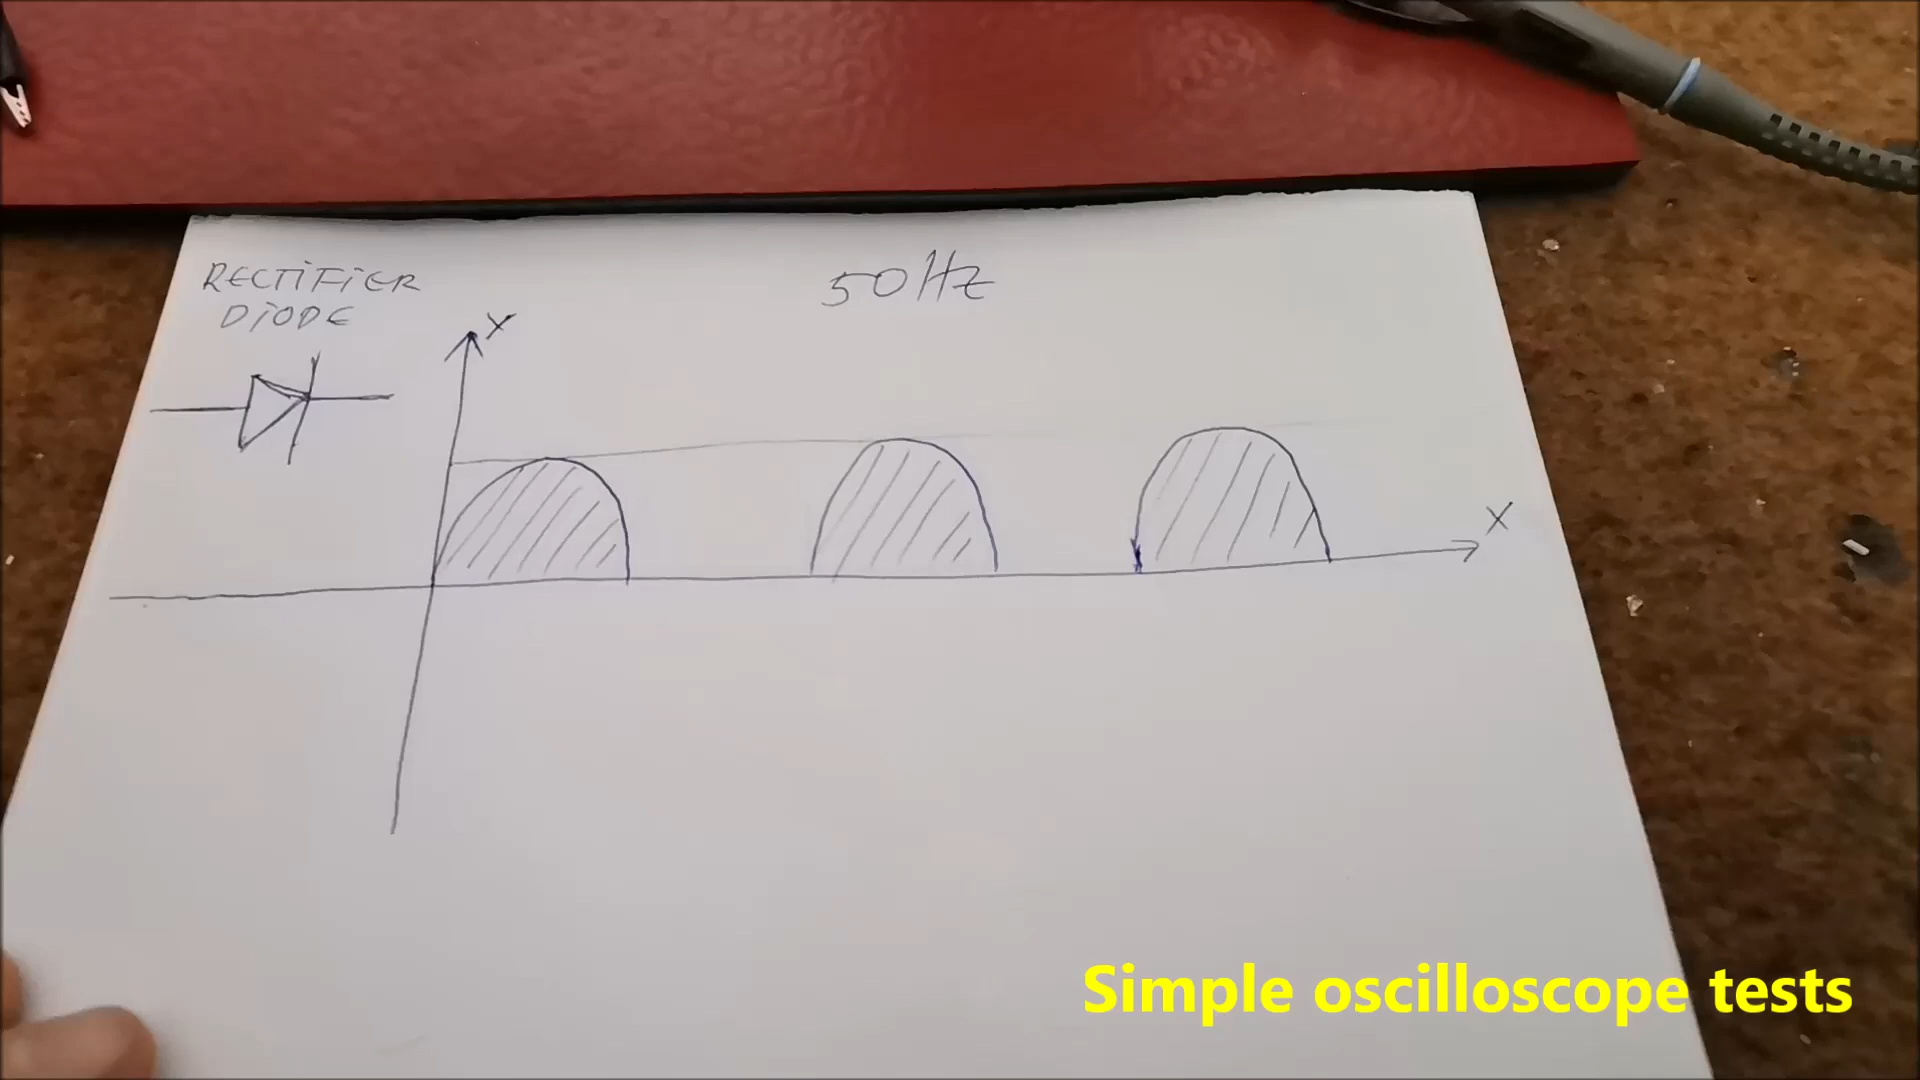 RECTIFIER
DIODE
50Hz
X
X
Simple oscilloscope tests